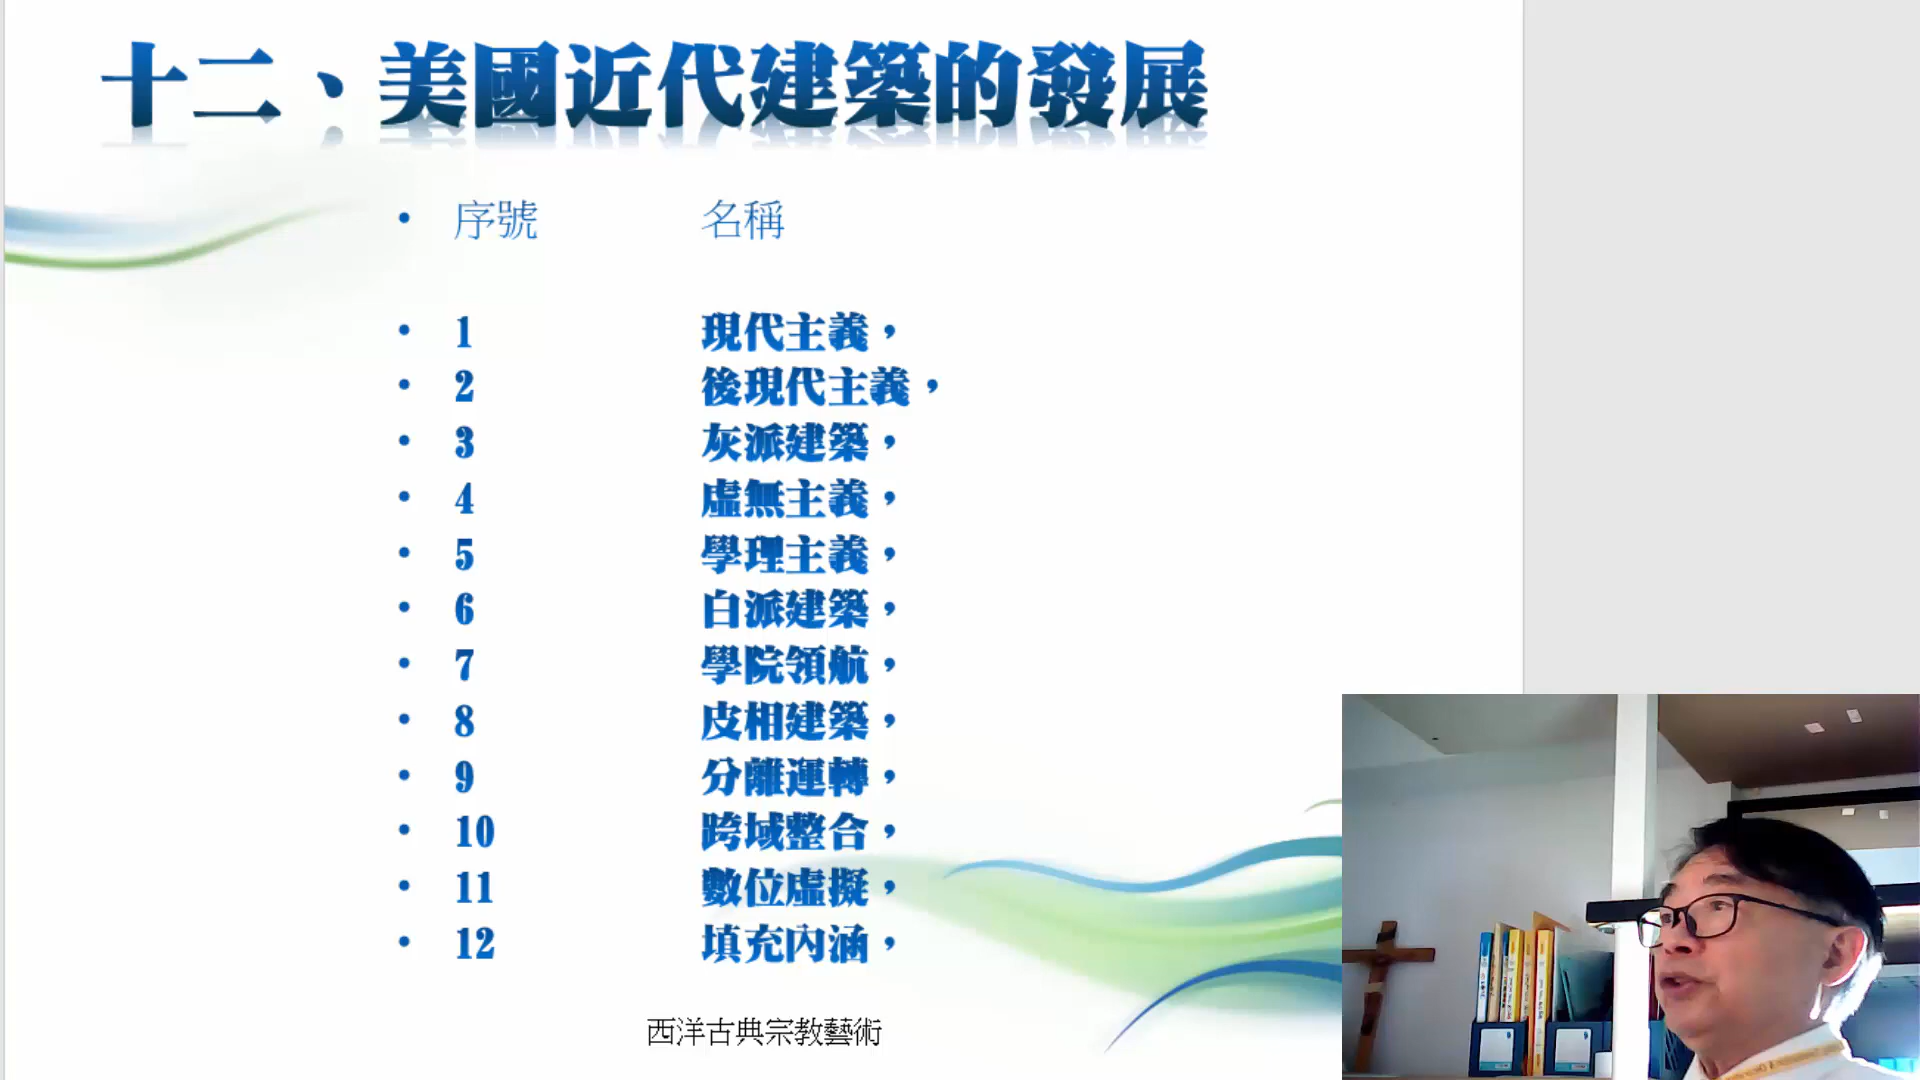 十二、美國近代建築的發展
• 序號 名稱
• 1 現代主義，
• 2 後現代主義，
• 3 灰派建築，
• 4 虛無主義，
• 5 學理主義，
• 6 白派建築，
• 7 學院領航，
• 8 皮相建築，
• 9 分離運轉，
• 10 跨域整合，
• 11 數位虛擬，
• 12 填充內涵，
西洋古典宗教藝術